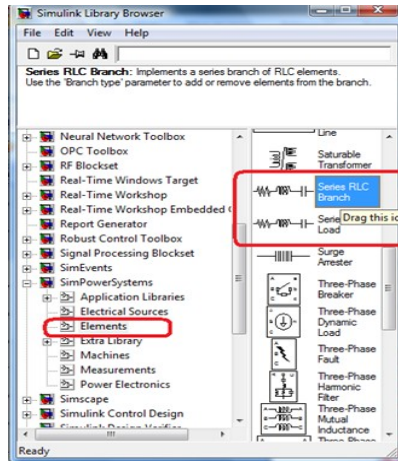 Simulink Library Browser
File Edit View Help
Series RLC Branch: Implements a series branch of RLC elements.
Use the 'Branch type' parameter to add or remove elements from the branch.
Neural Network Toolbox
OPC Toolbox
RF Blockset
Real-Time Windows Target
Real-Time Workshop
Real-Time Workshop Embedded
Report Generator
Robust Control Toolbox
Signal Processing Blockset
SimEvents
SimPowerSystems
Application Libraries
Electrical Sources
Elements
Extra Library
Machines
Measurements
Power Electronics
Simscape
Simulink Control Design
Line
Saturable
Transformer
Series RLC
Branch
Drag this
Load
Surge
Arrester
Three-Phase
Breaker
Three-Phase
Dynamic
Load
Three-Phase
Fault
Three-Phase
Harmonic
Filter
Three-Phase
Mutual
Inductance
Ready